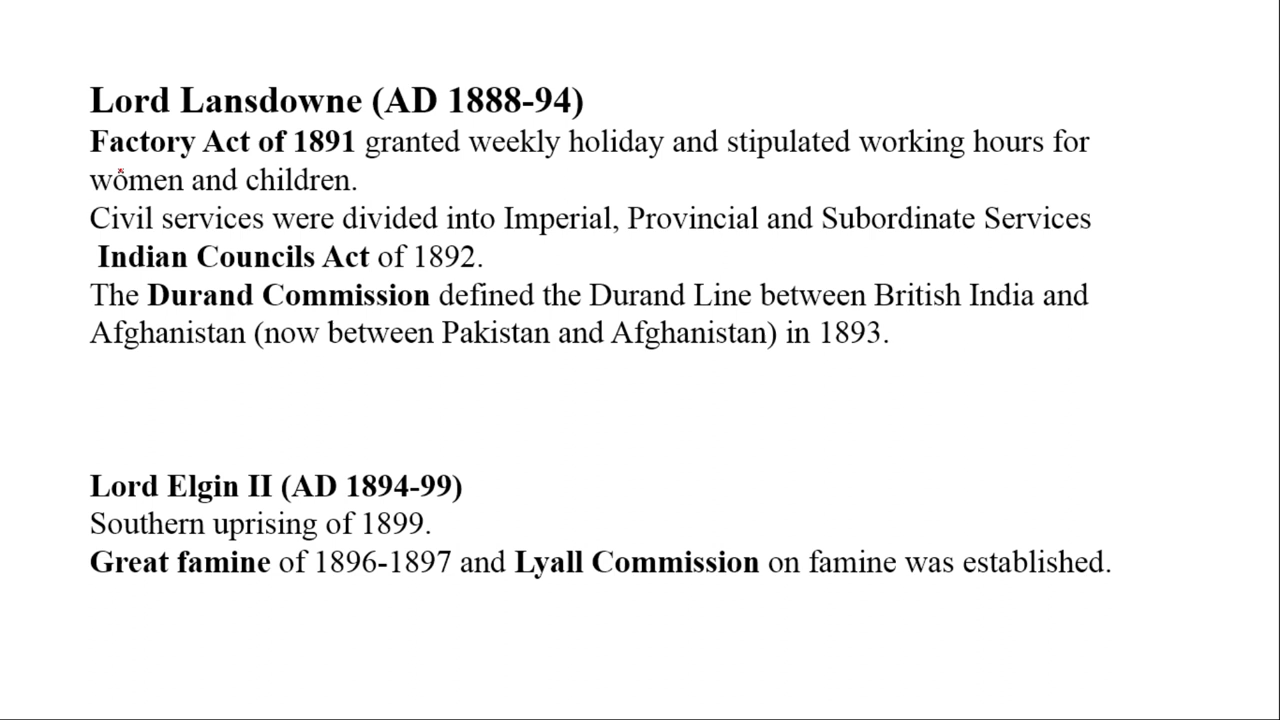 Lord Lansdowne (AD 1888-94)
Factory Act of 1891 granted weekly holiday and stipulated working hours for
women and children.
Civil services were divided into Imperial, Provincial and Subordinate Services
Indian Councils Act of 1892.
The Durand Commission defined the Durand Line between British India and
Afghanistan (now between Pakistan and Afghanistan) in 1893.
Lord Elgin II (AD 1894-99)
Southern uprising of 1899.
Great famine of 1896-1897 and Lyall Commission on famine was established.